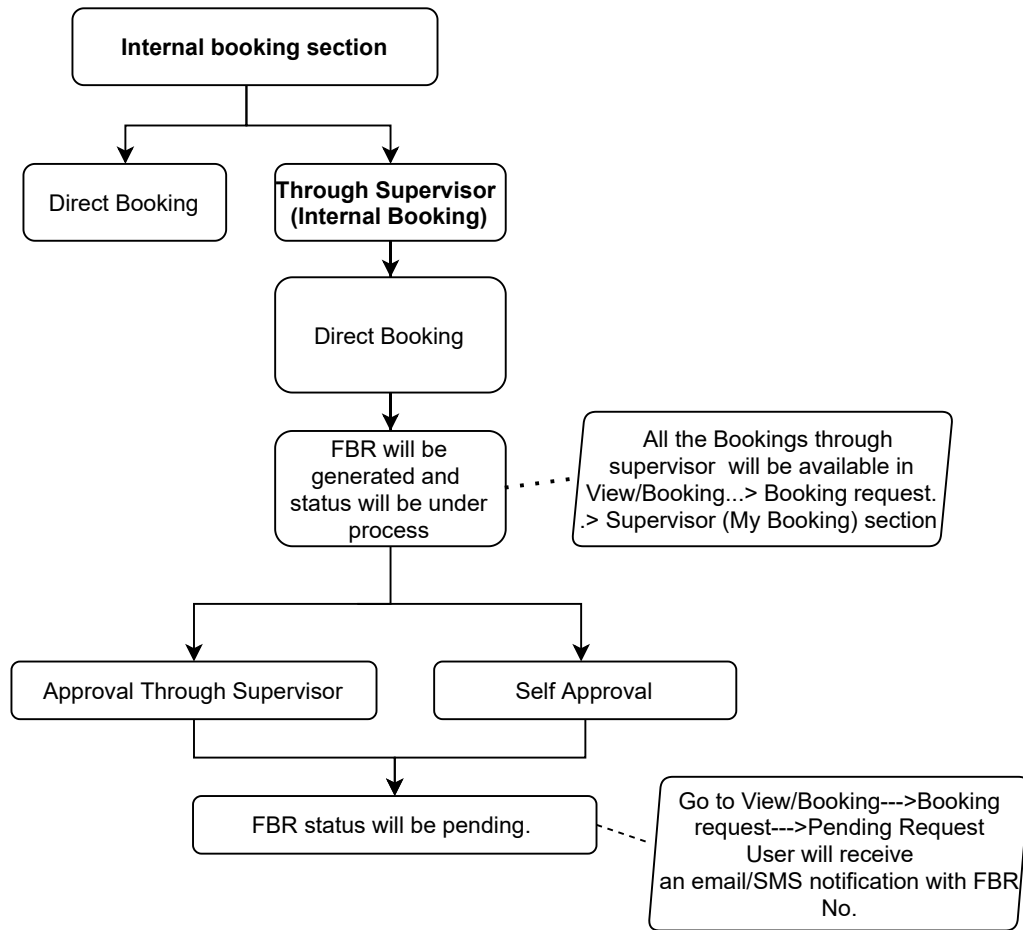 Internal booking section
Direct Booking
Through Supervisor
(Internal Booking)
Direct Booking
FBR will be
generated and
status will be under
process
All the Bookings through
supervisor will be available in
View/Booking...> Booking request.
.> Supervisor (My Booking) section
Approval Through Supervisor
Self Approval
FBR status will be pending.
Go to View/Booking--->Booking
request--->Pending Request
User will receive
an email/SMS notification with FBR
No.